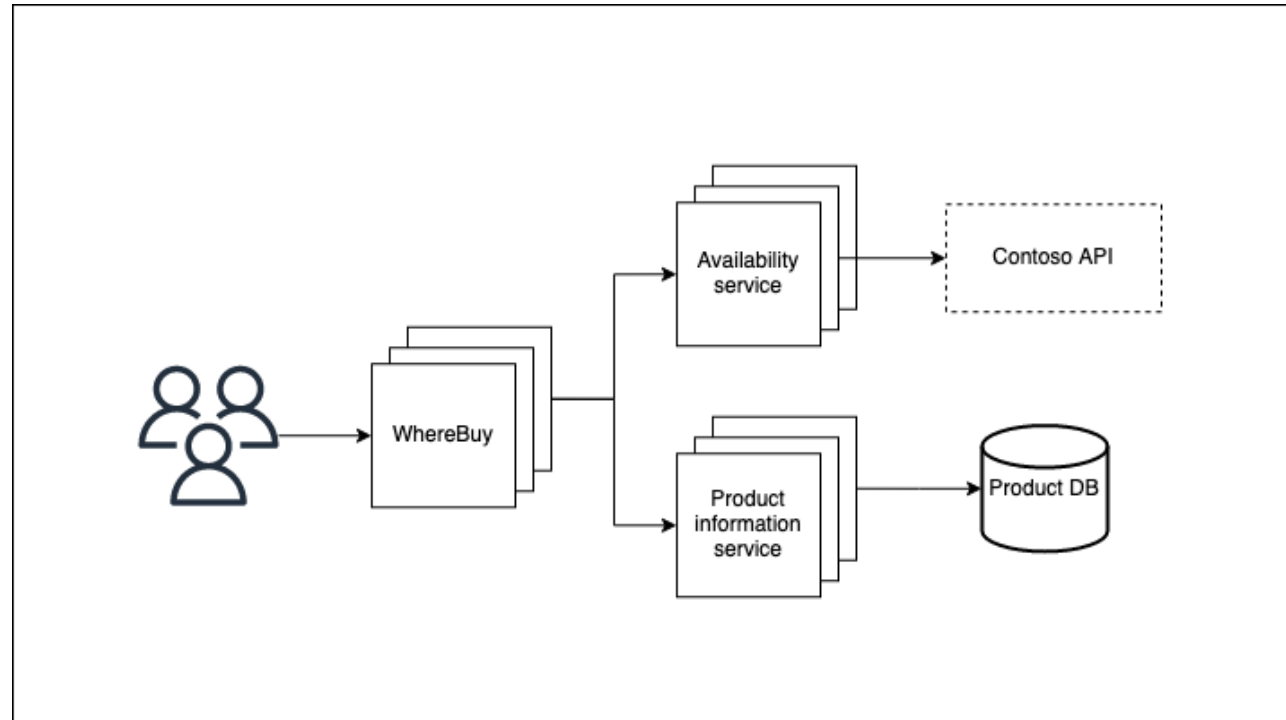 WhereBuy
Availability
service
Contoso API
Product
information
service
Product DB